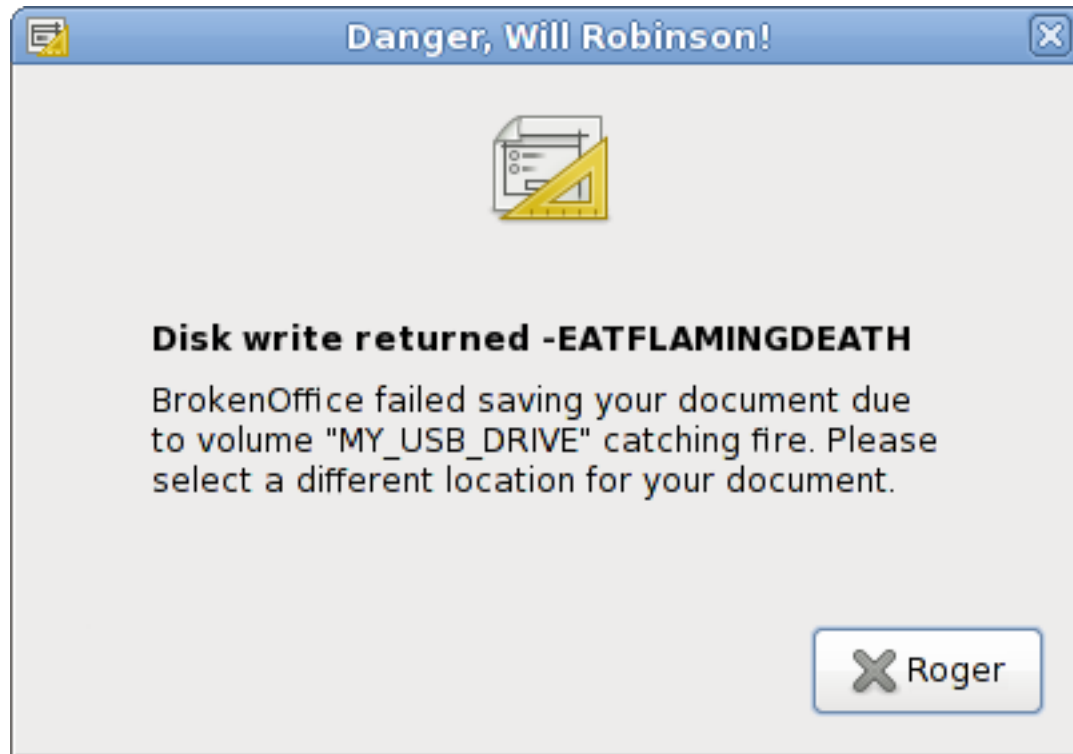 Danger, Will Robinson!
Disk write returned -EATFLAMINGDEATH
BrokenOffice failed saving your document due
to volume "MY_USB_DRIVE" catching fire. Please
select a different location for your document.
Roger